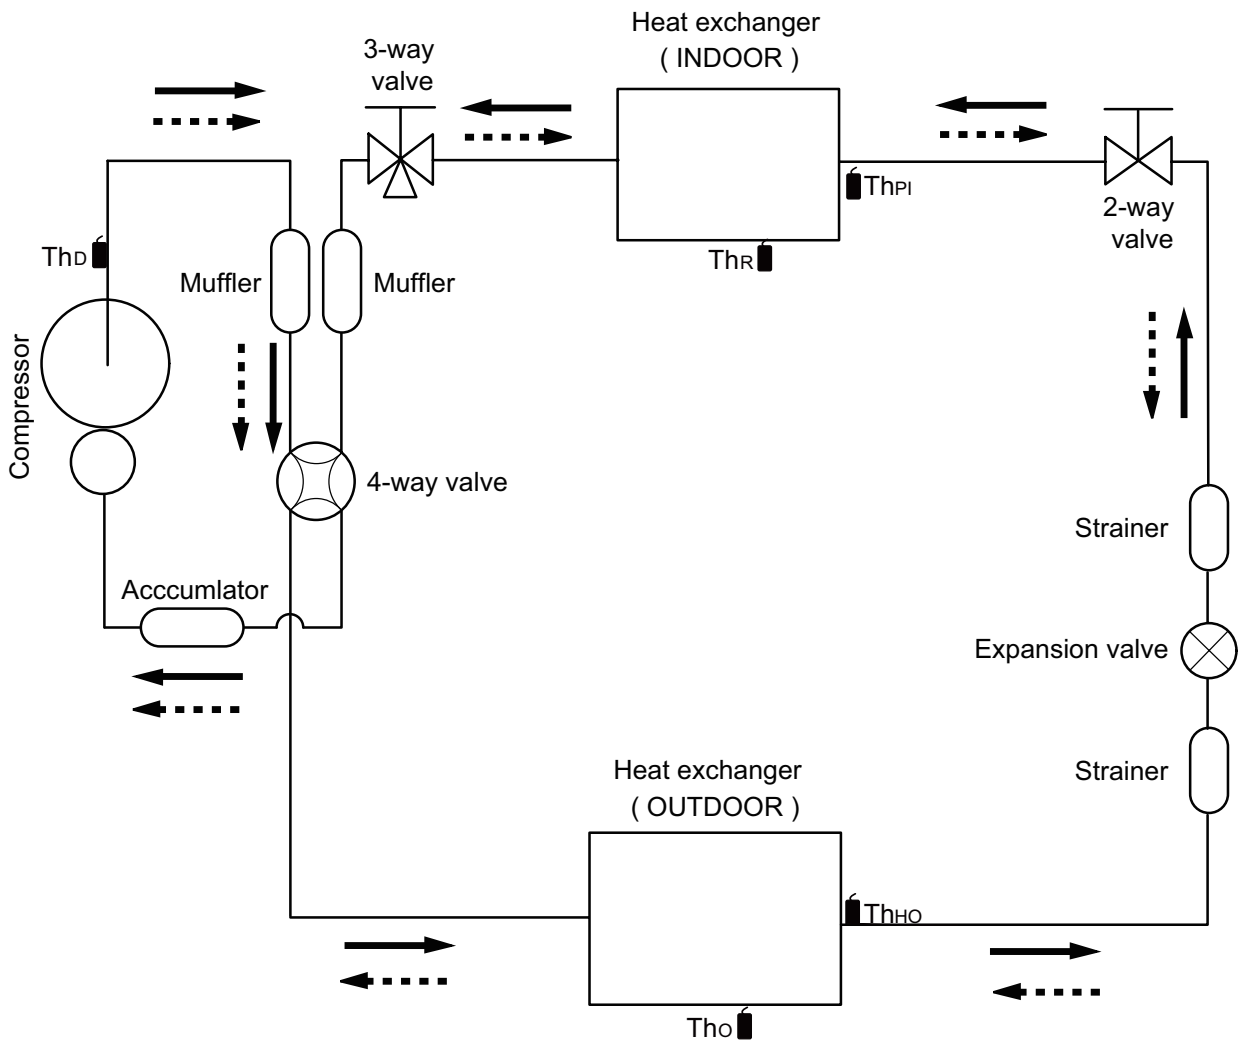 Heat exchanger
( INDOOR )
3-way
valve
ThPI
2-way
valve
ThD
ThR
Muffler
Muffler
Compressor
4-way valve
Strainer
Acccumlator
Expansion valve
Heat exchanger
( OUTDOOR )
Strainer
ThHO
ThO